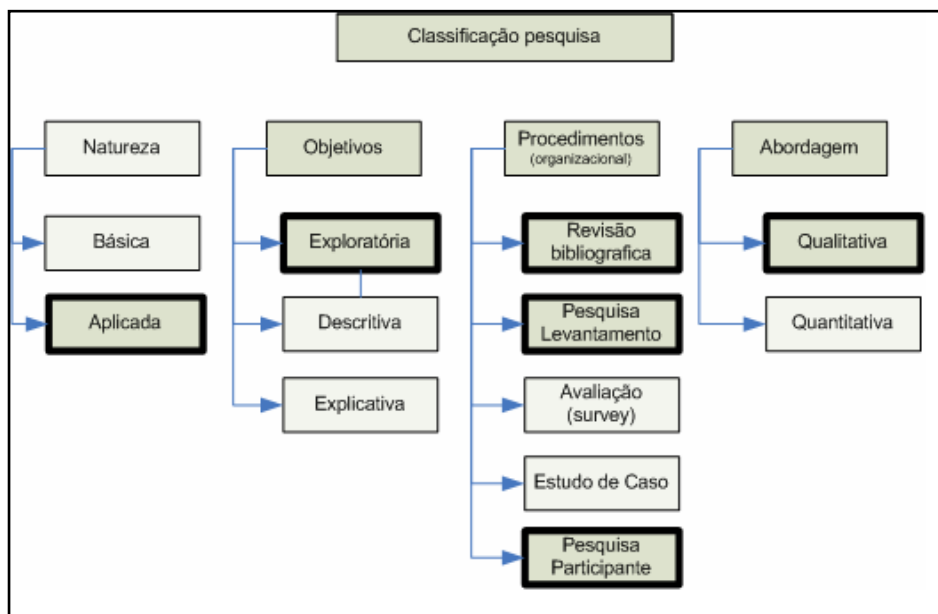 Classificação pesquisa
Natureza
Básica
Aplicada
Objetivos
Exploratória
Descritiva
Explicativa
Procedimentos
(organizacional)
Revisão
bibliografica
Pesquisa
Levantamento
Avaliação
(survey)
Estudo de Caso
Pesquisa
Participante
Abordagem
Qualitativa
Quantitativa